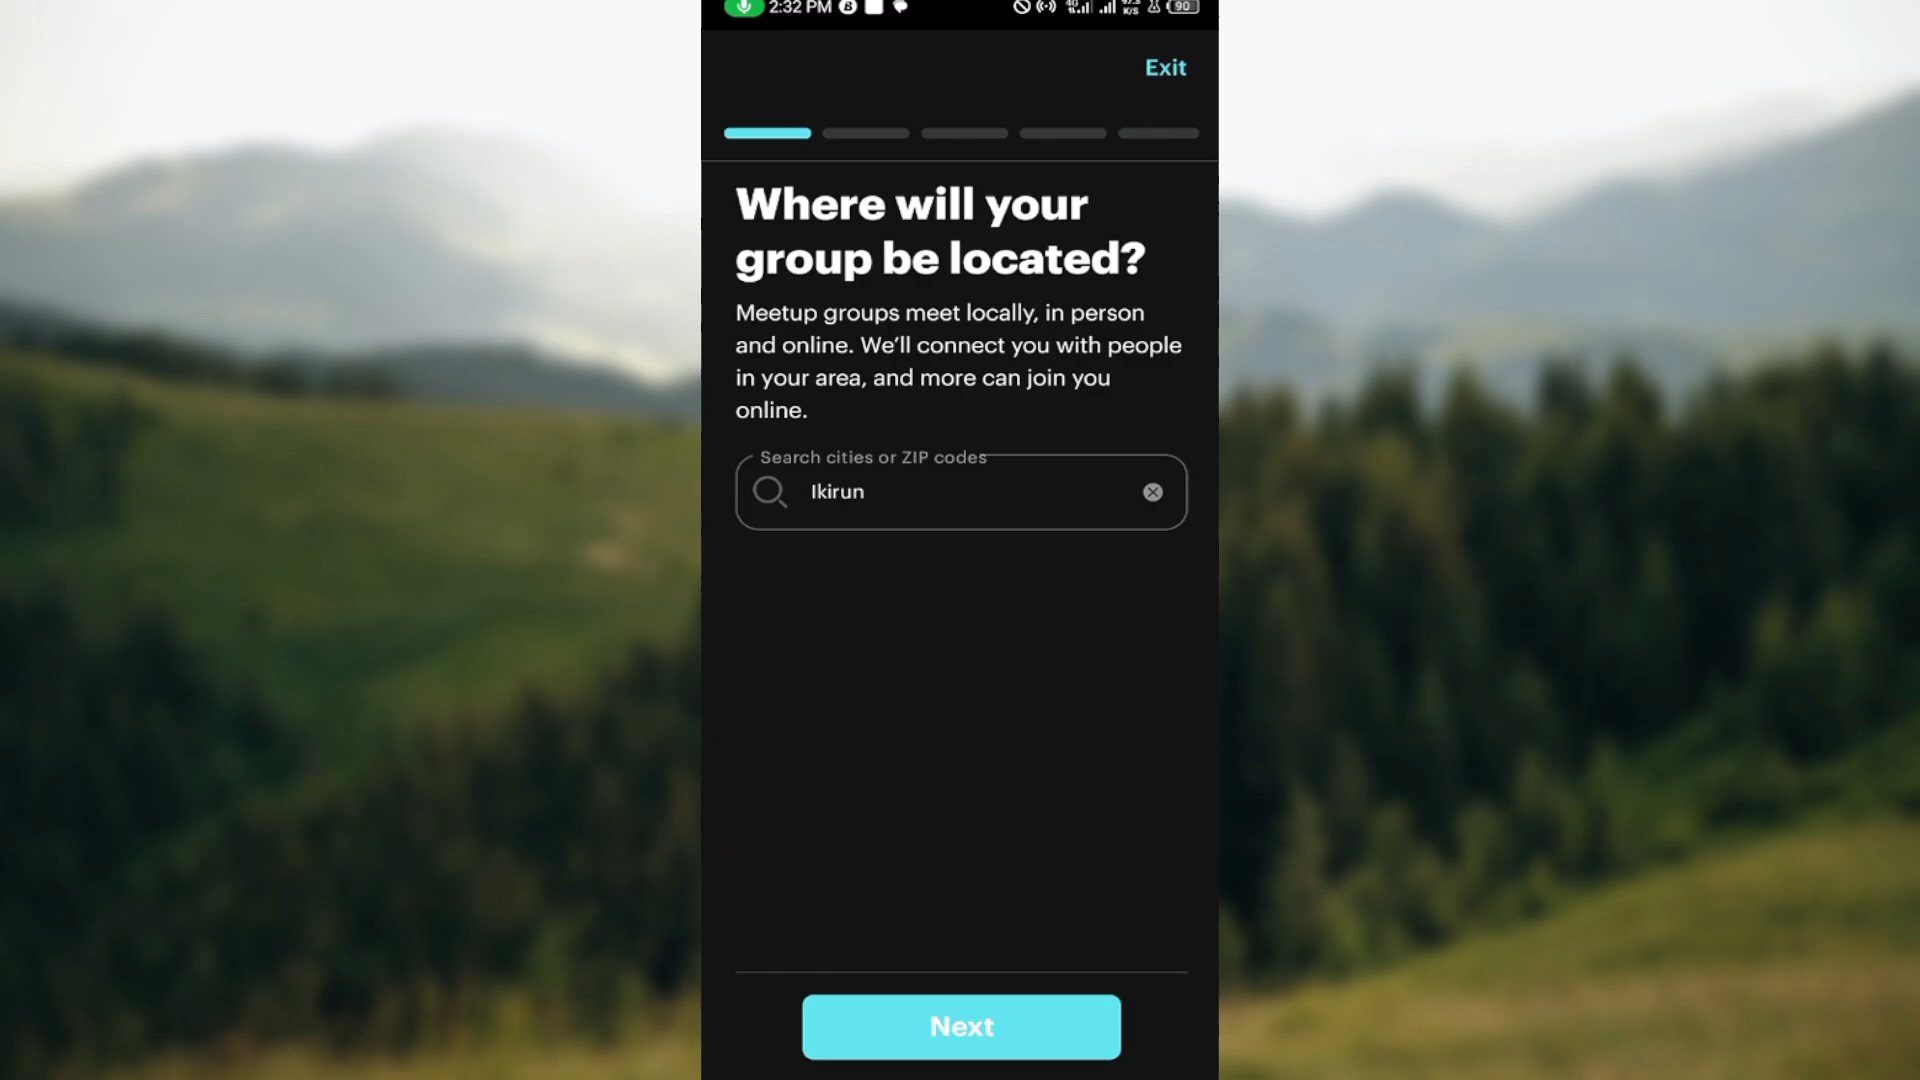 2:32 PM
4G
K/S
90
Exit
Where will your
group be located?
Meetup groups meet locally, in person
and online. We'll connect you with people
in your area, and more can join you
online.
Search cities or ZIP codes
Ikirun
Next